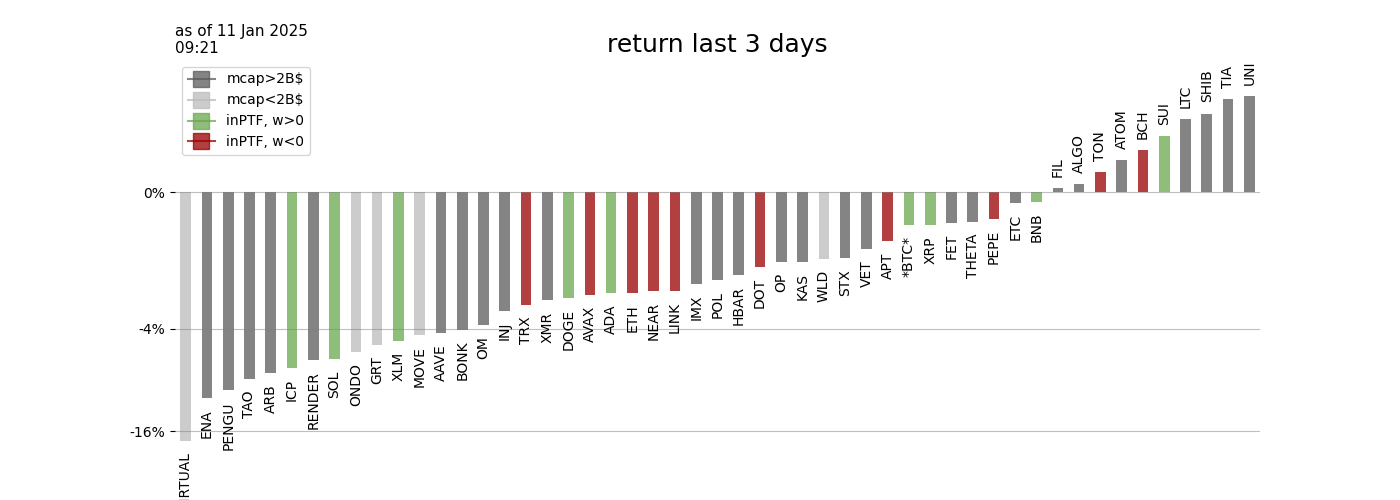 as of 11 Jan 2025
09:21
return last 3 days
mcap>2B$
mcap<2B$
inPTF, w>0
inPTF, w<0
0%
-4%
-16%
RTUAL
ENA
PENGU
TAO
ARB
ICP
RENDER
SOL
ONDO
GRT
XLM
MOVE
AAVE
BONK
OM
INJ
TRX
XMR
DOGE
AVAX
ADA
ETH
NEAR
LINK
IMX
POL
HBAR
DOT
OP
KAS
WLD
STX
VET
APT
*BTC*
XRP
FET
THETA
PEPE
ETC
BNB
FIL
ALGO
TON
ATOM
BCH
SUI
LTC
SHIB
TIA
UNI